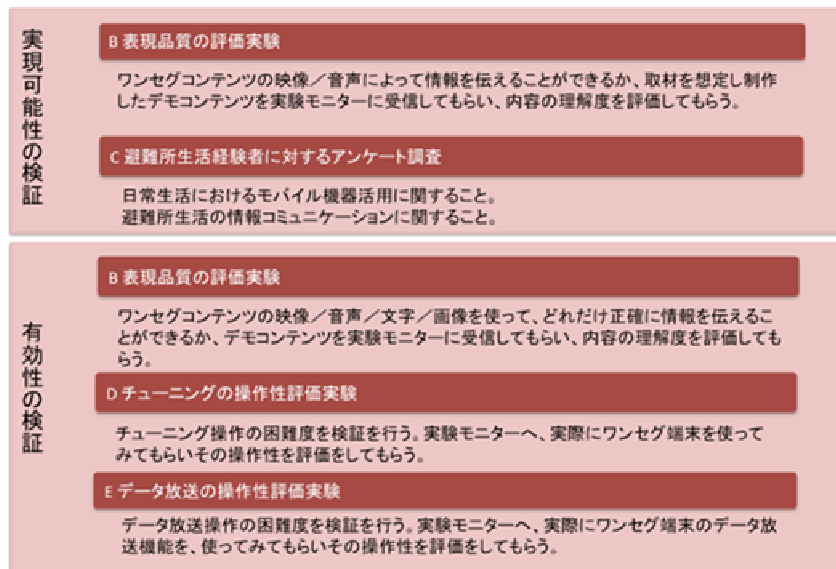 実現可能性の検証
B 表現品質の評価実験
ワンセグコンテンツの映像／音声によって情報を伝えることができるか、取材を想定し制作
したデモコンテンツを実験モニターに受信してもらい、内容の理解度を評価してもらう。
C 避難所生活経験者に対するアンケート調査
日常生活におけるモバイル機器活用に関すること。
避難所生活の情報コミュニケーションに関すること。
有効性の検証
B 表現品質の評価実験
ワンセグコンテンツの映像／音声／文字／画像を使って、どれだけ正確に情報を伝えるこ
とができるか、デモコンテンツを実験モニターに受信してもらい、内容の理解度を評価しても
らう。
D チューニングの操作性評価実験
チューニング操作の困難度を検証を行う。実験モニターへ、実際にワンセグ端末を使って
みてもらいその操作性を評価をしてもらう。
E データ放送の操作性評価実験
データ放送操作の困難度を検証を行う。実験モニターへ、実際にワンセグ端末のデータ放
送機能を、使ってみてもらいその操作性を評価をしてもらう。